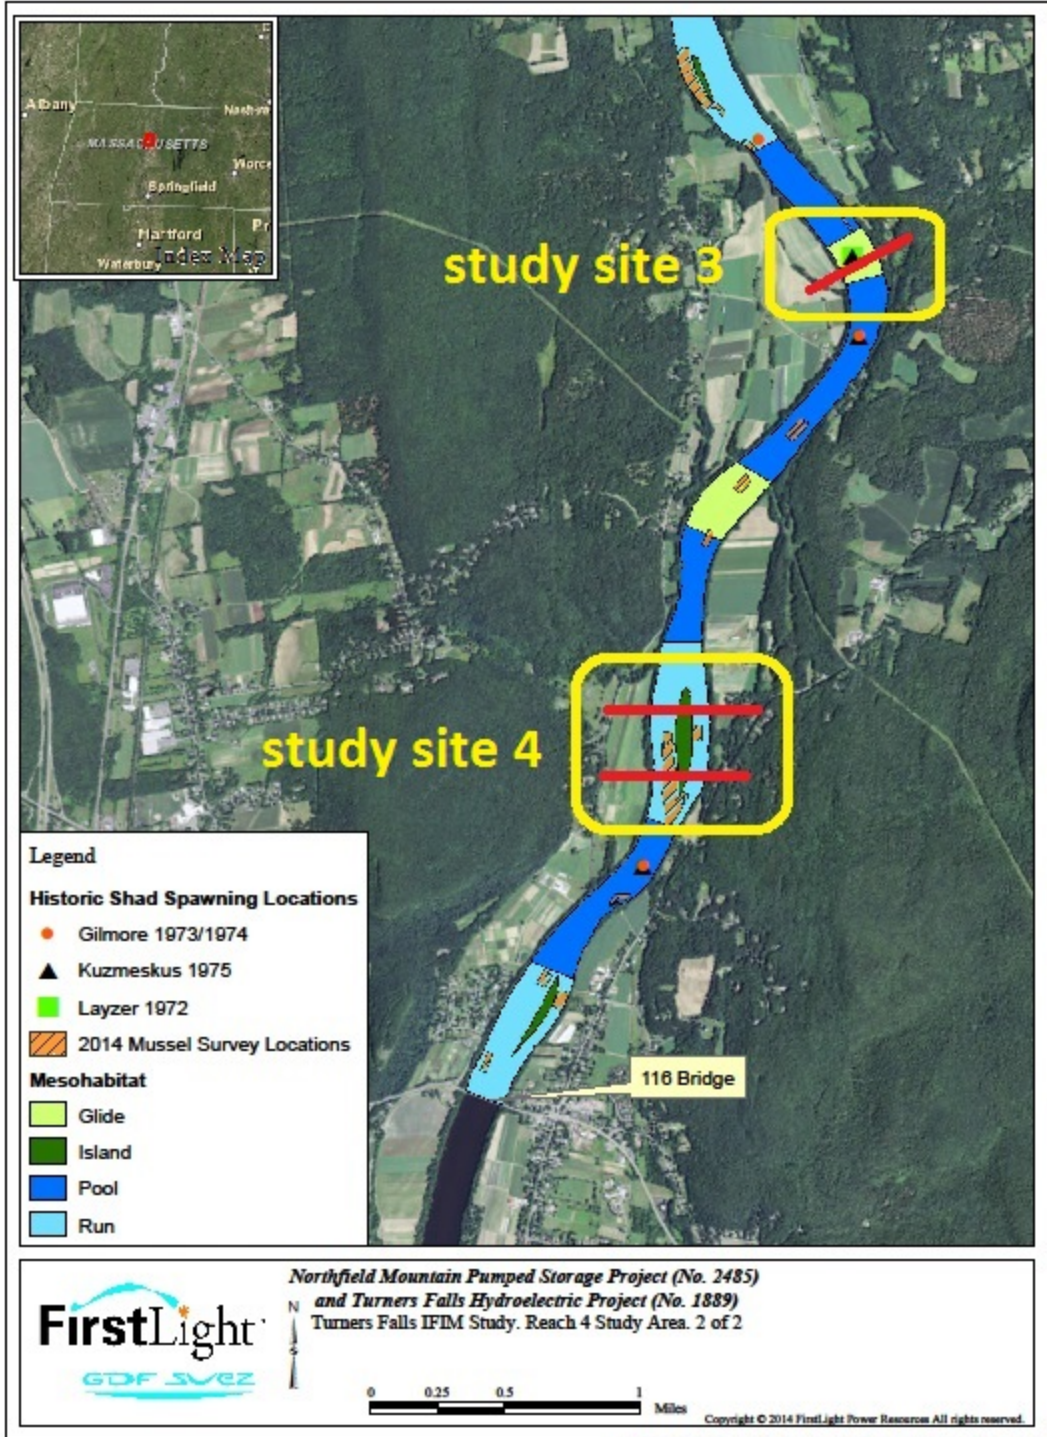 Albany
Nash
MASSACHUSETTS
Worce
Springfield
Hartford
Pr
Index Map
Waterbury
study site 3
study site 4
116 Bridge
Legend
Historic Shad Spawning Locations
Gilmore 1973/1974
Kuzmeskus 1975
Layzer 1972
2014 Mussel Survey Locations
Mesohabitat
Glide
Island
Pool
Run
FirstLight
GDF SUEZ
N
S
Northfield Mountain Pumped Storage Project (No. 2485)
and Turners Falls Hydroelectric Project (No. 1889)
Turners Falls IFIM Study. Reach 4 Study Area. 2 of 2
0 0.25 0.5 1
Miles
Copyright © 2014 FirstLight Power Resources All rights reserved.